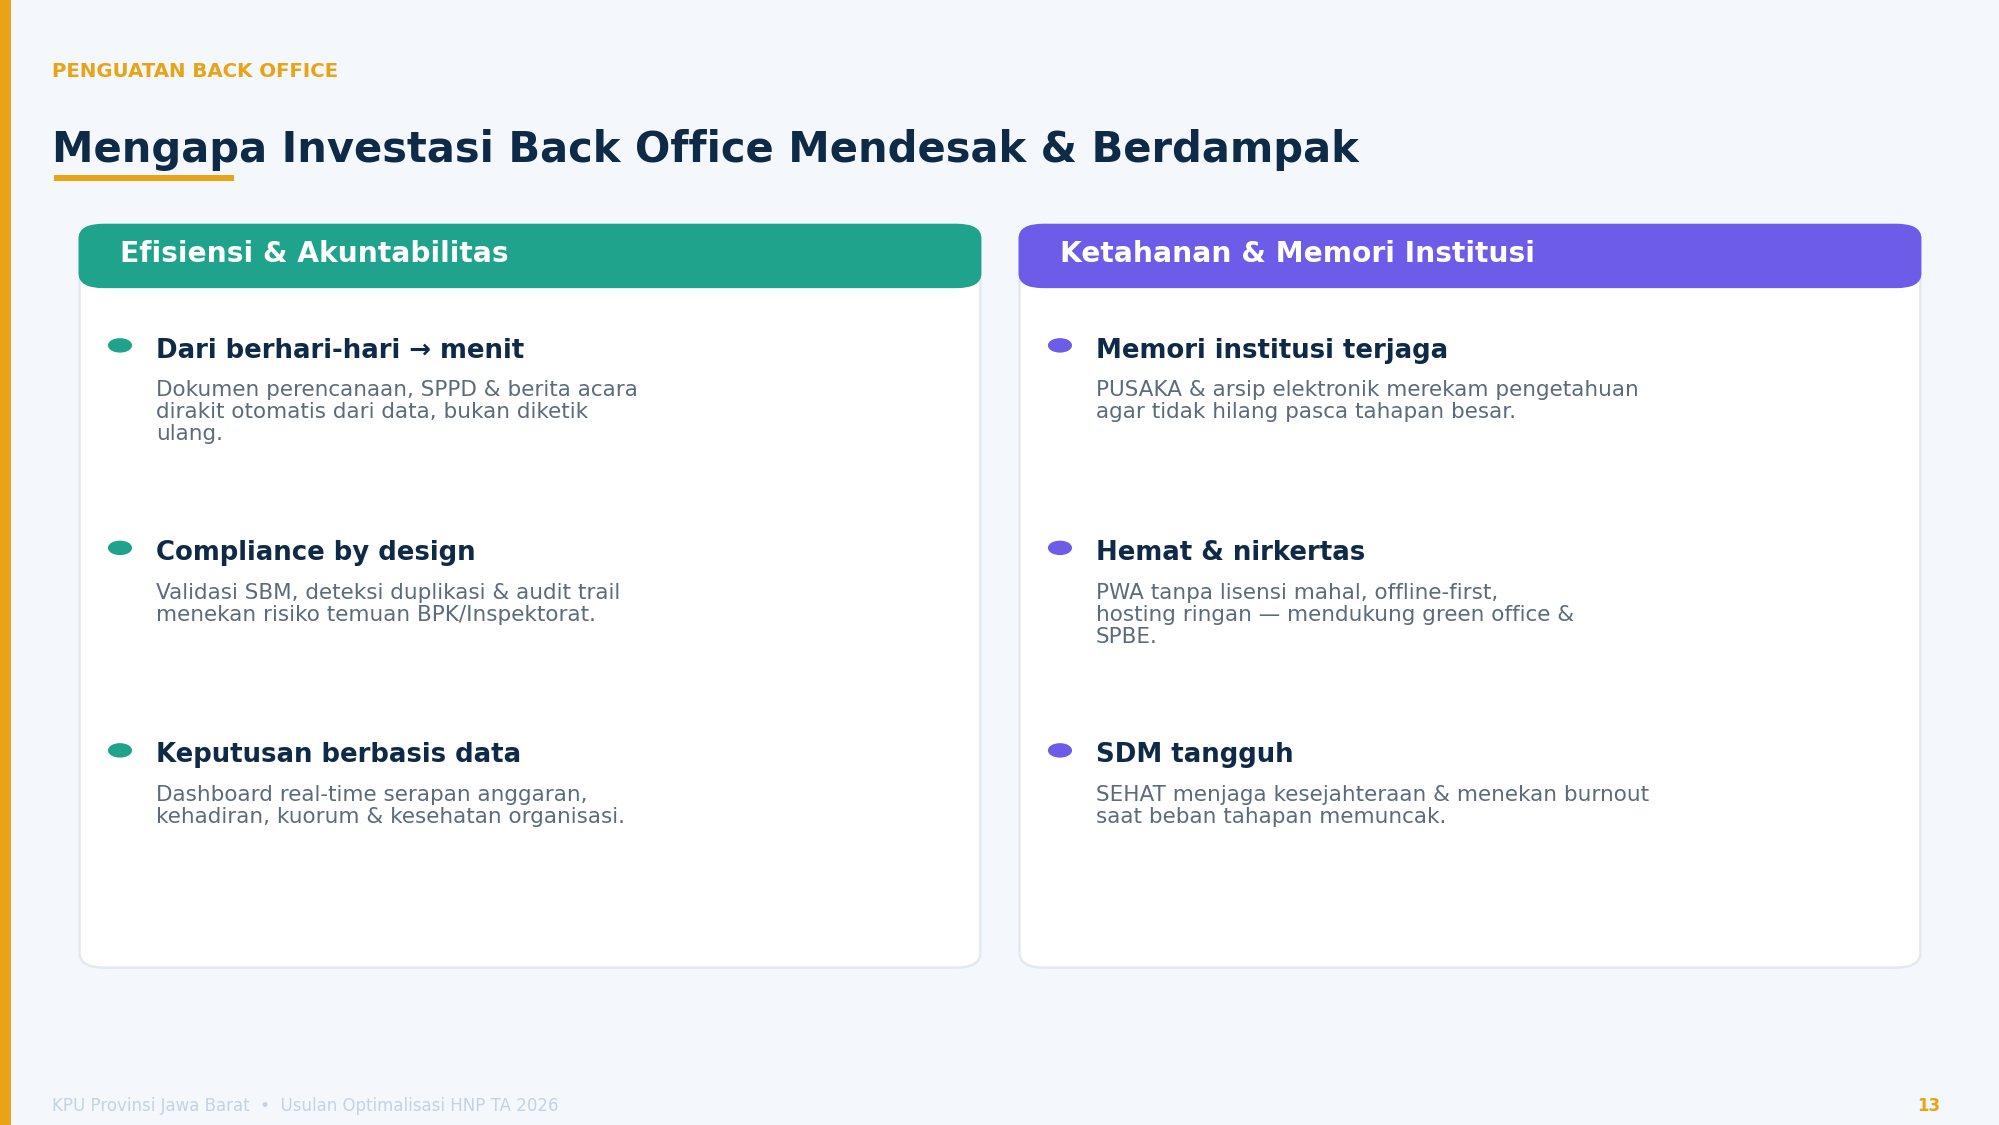 PENGUATAN BACK OFFICE
Mengapa Investasi Back Office Mendesak & Berdampak
Efisiensi & Akuntabilitas
Dari berhari-hari → menit
Dokumen perencanaan, SPPD & berita acara
dirakit otomatis dari data, bukan diketik
ulang.
Compliance by design
Validasi SBM, deteksi duplikasi & audit trail
menekan risiko temuan BPK/Inspektorat.
Keputusan berbasis data
Dashboard real-time serapan anggaran,
kehadiran, kuorum & kesehatan organisasi.
Ketahanan & Memori Institusi
Memori institusi terjaga
PUSAKA & arsip elektronik merekam pengetahuan
agar tidak hilang pasca tahapan besar.
Hemat & nirkertas
PWA tanpa lisensi mahal, offline-first,
hosting ringan — mendukung green office &
SPBE.
SDM tangguh
SEHAT menjaga kesejahteraan & menekan burnout
saat beban tahapan memuncak.
KPU Provinsi Jawa Barat • Usulan Optimalisasi HNP TA 2026
13